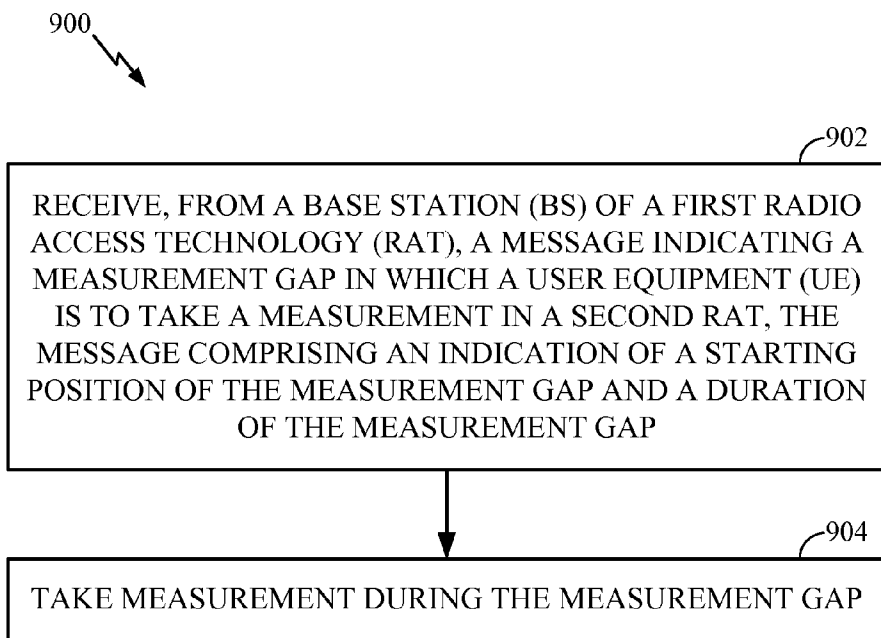 900
902
RECEIVE, FROM A BASE STATION (BS) OF A FIRST RADIO
ACCESS TECHNOLOGY (RAT), A MESSAGE INDICATING A
MEASUREMENT GAP IN WHICH A USER EQUIPMENT (UE)
IS TO TAKE A MEASUREMENT IN A SECOND RAT, THE
MESSAGE COMPRISING AN INDICATION OF A STARTING
POSITION OF THE MEASUREMENT GAP AND A DURATION
OF THE MEASUREMENT GAP
904
TAKE MEASUREMENT DURING THE MEASUREMENT GAP